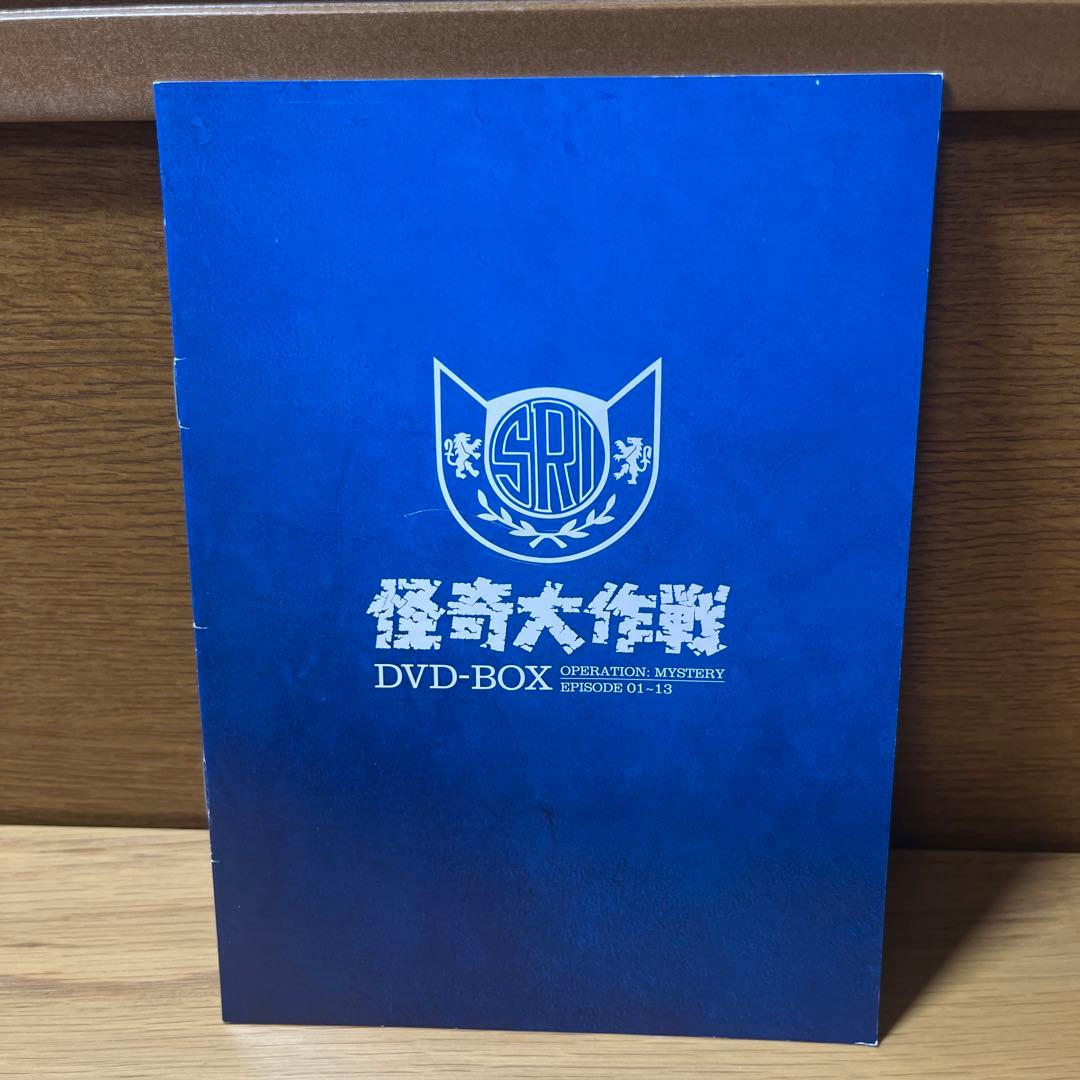 SRI
怪奇大作戦
DVD-BOX
OPERATION: MYSTERY
EPISODE 01~13